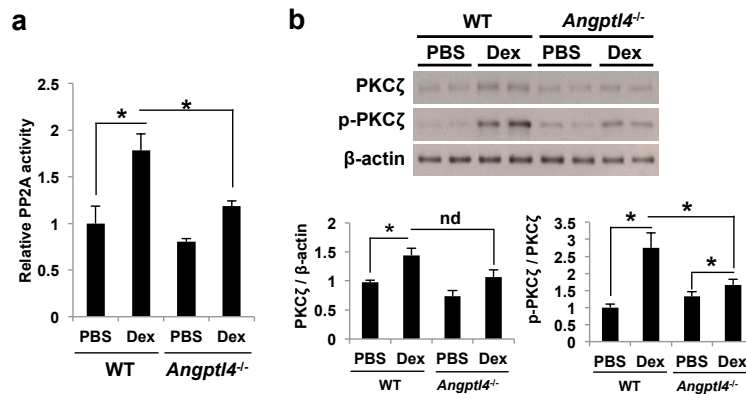 a
Relative PP2A activity
2.5
2
1.5
1
0.5
0
* *
PBS Dex PBS Dex
WT Angptl4-/-
b
WT Angptl4-/-
PBS Dex PBS Dex
PKCζ
p-PKCζ
β-actin
PKCζ / β-actin
2
1.5
1
0.5
0
* nd
PBS Dex PBS Dex
WT Angptl4-/-
p-PKCζ / PKCζ
3.5
3
2.5
2
1.5
1
0.5
0
* * *
PBS Dex PBS Dex
WT Angptl4-/-